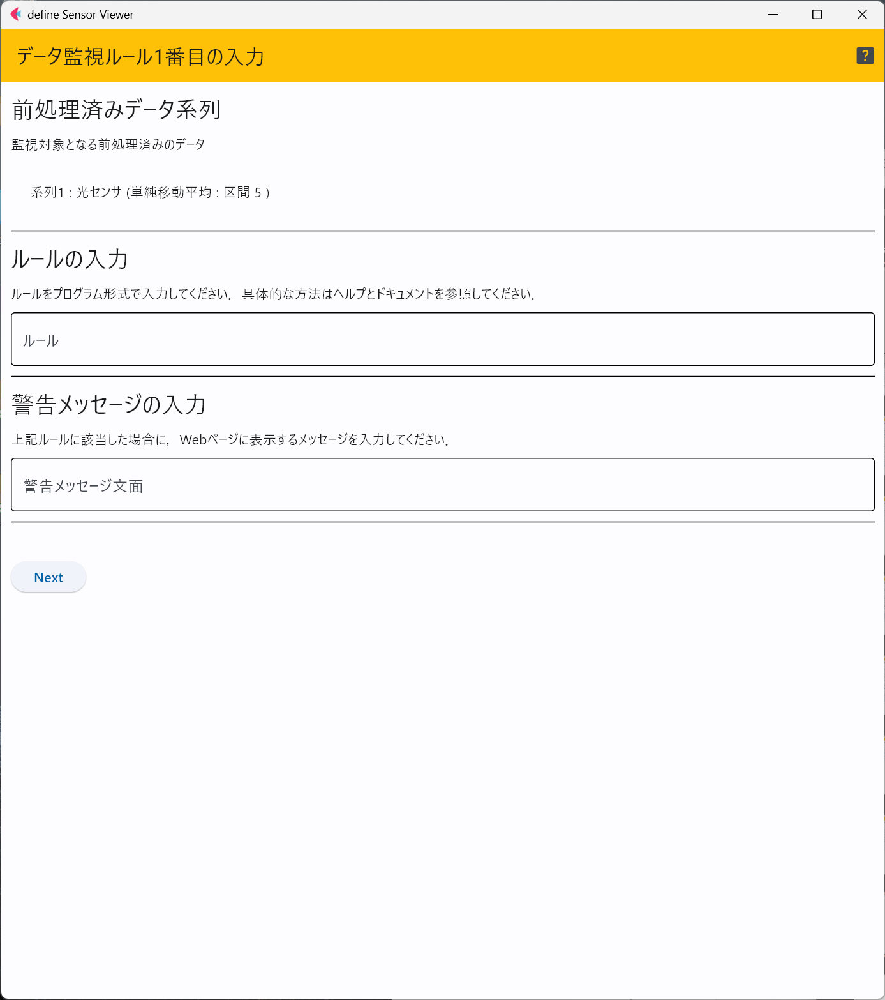 define Sensor Viewer
データ監視ルール1番目の入力
?
前処理済みデータ系列
監視対象となる前処理済みのデータ
系列1 : 光センサ (単純移動平均 : 区間 5 )
ルールの入力
ルールをプログラム形式で入力してください．具体的な方法はヘルプとドキュメントを参照してください．
ルール
警告メッセージの入力
上記ルールに該当した場合に，Webページに表示するメッセージを入力してください．
警告メッセージ文面
Next